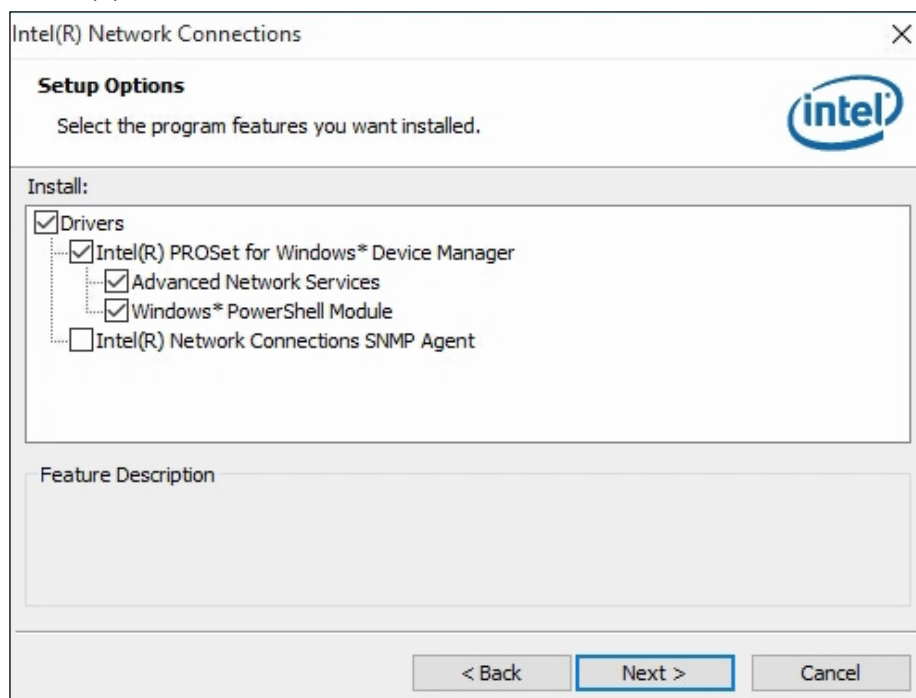 Intel(R) Network Connections
Setup Options
Select the program features you want installed.
intel
Install:
Drivers
Intel(R) PROSet for Windows* Device Manager
Advanced Network Services
Windows* PowerShell Module
Intel(R) Network Connections SNMP Agent
Feature Description
< Back Next > Cancel